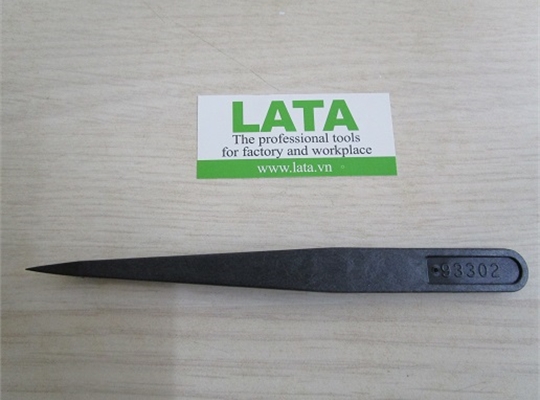 LATA
The professional tools
for factory and workplace
www.lata.vn
93302